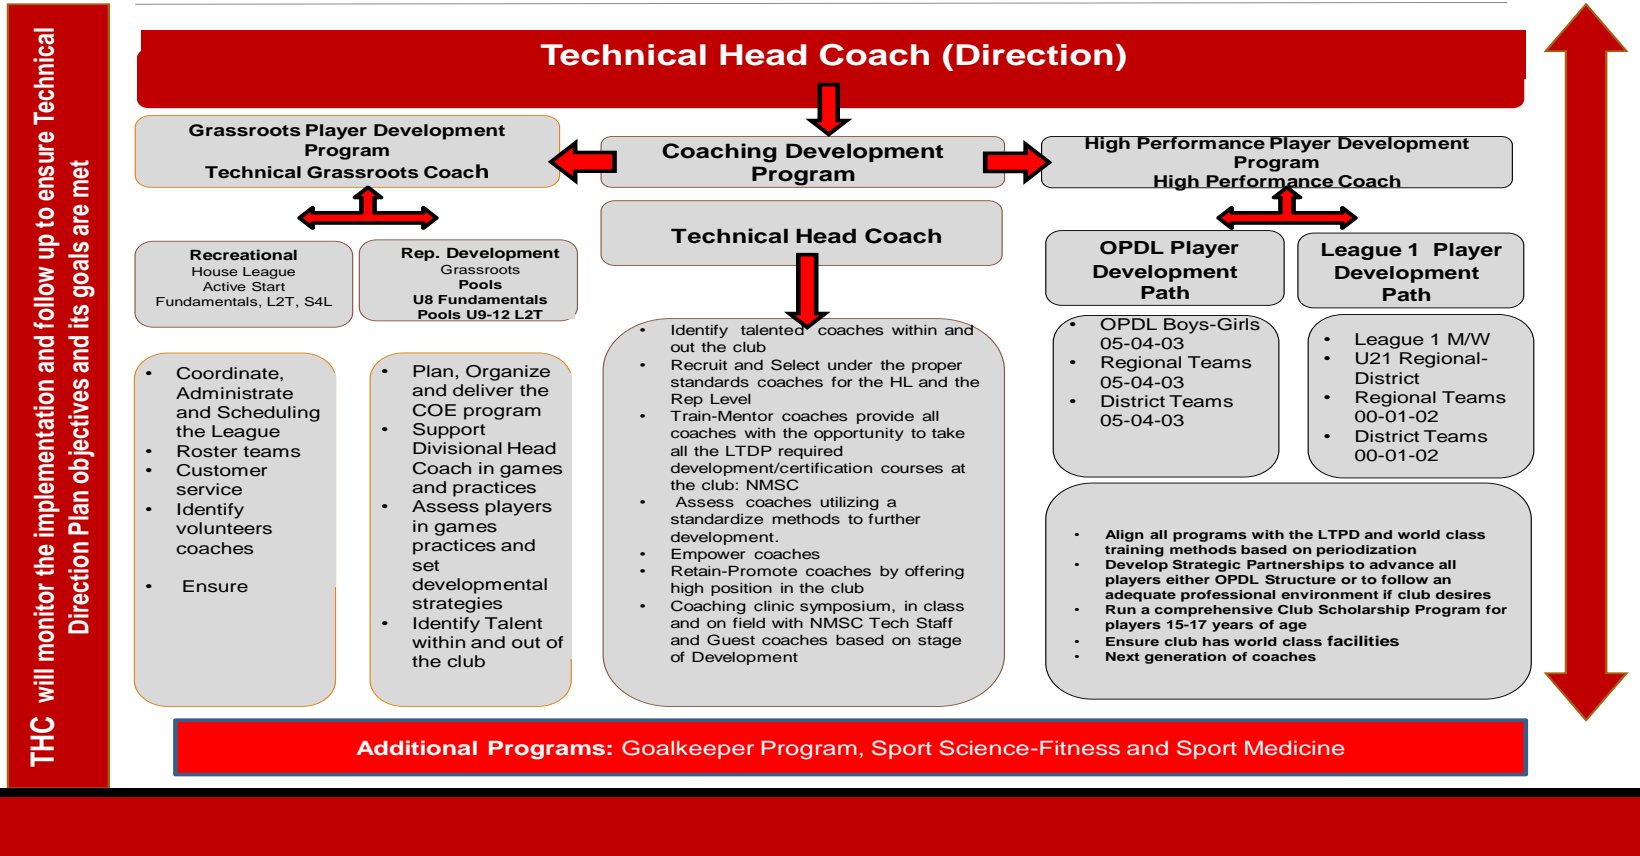 THC will monitor the implementation and follow up to ensure Technical
Direction Plan objectives and its goals are met
Technical Head Coach (Direction)
Grassroots Player Development
Program
Technical Grassroots Coach
Coaching Development
Program
High Performance Player Development
Program
High Performance Coach
Recreational
House League
Active Start
Fundamentals, L2T, S4L
Rep. Development
Grassroots
Pools
U8 Fundamentals
Pools U9-12 L2T
Technical Head Coach
OPDL Player
Development
Path
League 1 Player
Development
Path
• Coordinate,
Administrate
and Scheduling
the League
• Roster teams
• Customer
service
• Identify
volunteers
coaches
• Ensure
• Plan, Organize
and deliver the
COE program
• Support
Divisional Head
Coach in games
and practices
• Assess players
in games
practices and
set
developmental
strategies
• Identify Talent
within and out of
the club
• Identify talented coaches within and
out the club
• Recruit and Select under the proper
standards coaches for the HL and the
Rep Level
• Train-Mentor coaches provide all
coaches with the opportunity to take
all the LTDP required
development/certification courses at
the club: NMSC
• Assess coaches utilizing a
standardize methods to further
development.
• Empower coaches
• Retain-Promote coaches by offering
high position in the club
• Coaching clinic symposium, in class
and on field with NMSC Tech Staff
and Guest coaches based on stage
of Development
• OPDL Boys-Girls
05-04-03
• Regional Teams
05-04-03
• District Teams
05-04-03
• League 1 M/W
• U21 Regional-
District
• Regional Teams
00-01-02
• District Teams
00-01-02
• Align all programs with the LTPD and world class
training methods based on periodization
• Develop Strategic Partnerships to advance all
players either OPDL Structure or to follow an
adequate professional environment if club desires
• Run a comprehensive Club Scholarship Program for
players 15-17 years of age
• Ensure club has world class facilities
• Next generation of coaches
Additional Programs: Goalkeeper Program, Sport Science-Fitness and Sport Medicine